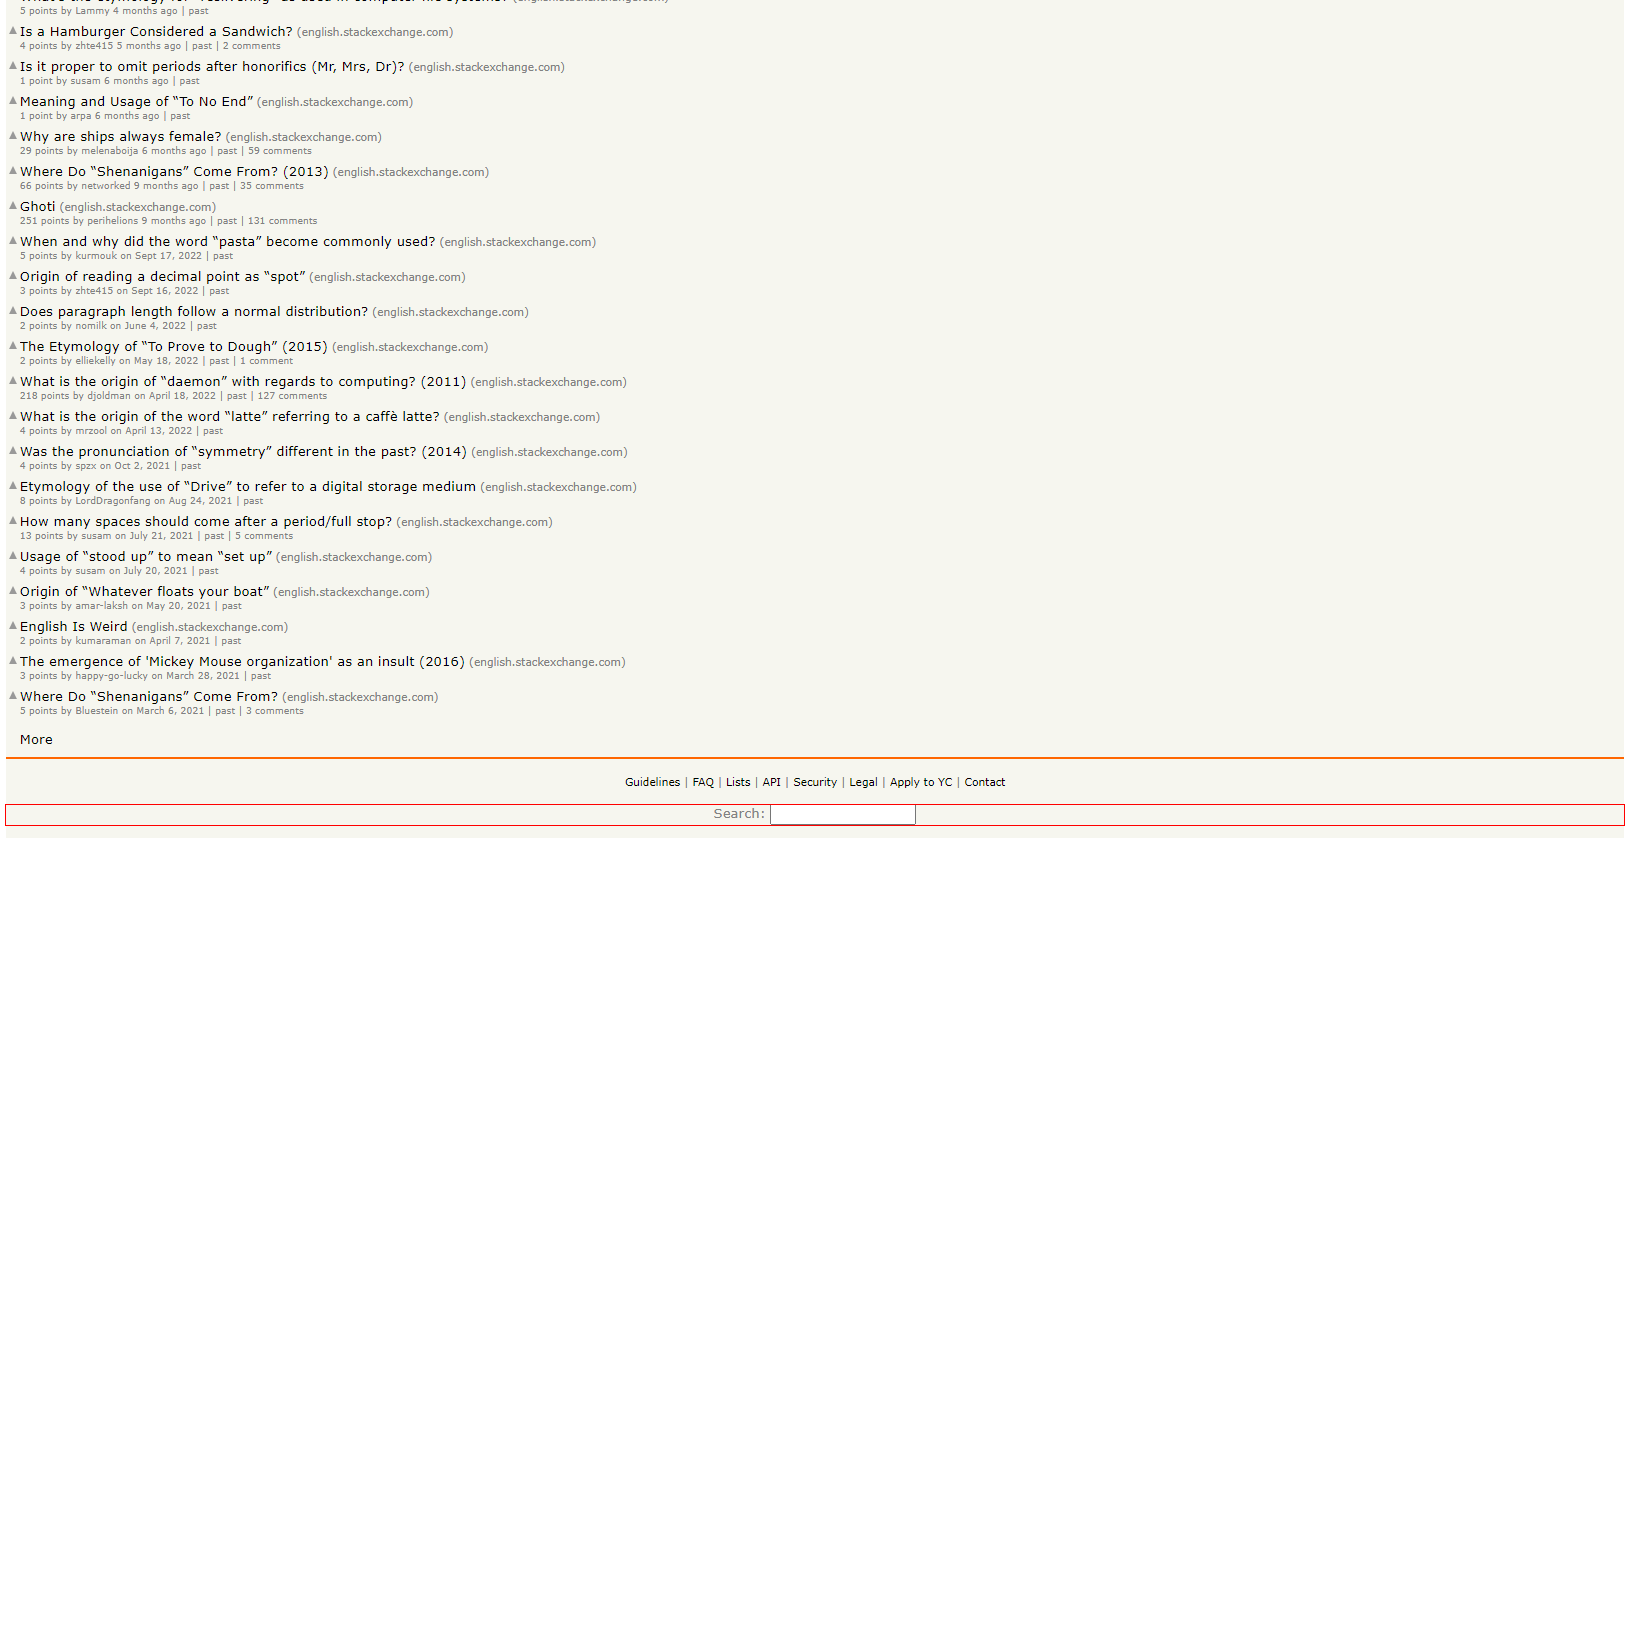 (english.stackexchange.com)
5 points by Lammy 4 months ago | past
Is a Hamburger Considered a Sandwich? (english.stackexchange.com)
4 points by zhte415 5 months ago | past | 2 comments
Is it proper to omit periods after honorifics (Mr, Mrs, Dr)? (english.stackexchange.com)
1 point by susam 6 months ago | past
Meaning and Usage of “To No End” (english.stackexchange.com)
1 point by arpa 6 months ago | past
Why are ships always female? (english.stackexchange.com)
29 points by melenaboija 6 months ago | past | 59 comments
Where Do “Shenanigans” Come From? (2013) (english.stackexchange.com)
66 points by networked 9 months ago | past | 35 comments
Ghoti (english.stackexchange.com)
251 points by perihelions 9 months ago | past | 131 comments
When and why did the word “pasta” become commonly used? (english.stackexchange.com)
5 points by kurmouk on Sept 17, 2022 | past
Origin of reading a decimal point as “spot” (english.stackexchange.com)
3 points by zhte415 on Sept 16, 2022 | past
Does paragraph length follow a normal distribution? (english.stackexchange.com)
2 points by nomilk on June 4, 2022 | past
The Etymology of “To Prove to Dough” (2015) (english.stackexchange.com)
2 points by elliekelly on May 18, 2022 | past | 1 comment
What is the origin of “daemon” with regards to computing? (2011) (english.stackexchange.com)
218 points by djoldman on April 18, 2022 | past | 127 comments
What is the origin of the word “latte” referring to a caffè latte? (english.stackexchange.com)
4 points by mrzool on April 13, 2022 | past
Was the pronunciation of “symmetry” different in the past? (2014) (english.stackexchange.com)
4 points by spzx on Oct 2, 2021 | past
Etymology of the use of “Drive” to refer to a digital storage medium (english.stackexchange.com)
8 points by LordDragonfang on Aug 24, 2021 | past
How many spaces should come after a period/full stop? (english.stackexchange.com)
13 points by susam on July 21, 2021 | past | 5 comments
Usage of “stood up” to mean “set up” (english.stackexchange.com)
4 points by susam on July 20, 2021 | past
Origin of “Whatever floats your boat” (english.stackexchange.com)
3 points by amar-laksh on May 20, 2021 | past
English Is Weird (english.stackexchange.com)
2 points by kumaraman on April 7, 2021 | past
The emergence of 'Mickey Mouse organization' as an insult (2016) (english.stackexchange.com)
3 points by happy-go-lucky on March 28, 2021 | past
Where Do “Shenanigans” Come From? (english.stackexchange.com)
5 points by Bluestein on March 6, 2021 | past | 3 comments
More
Guidelines | FAQ | Lists | API | Security | Legal | Apply to YC | Contact
Search: